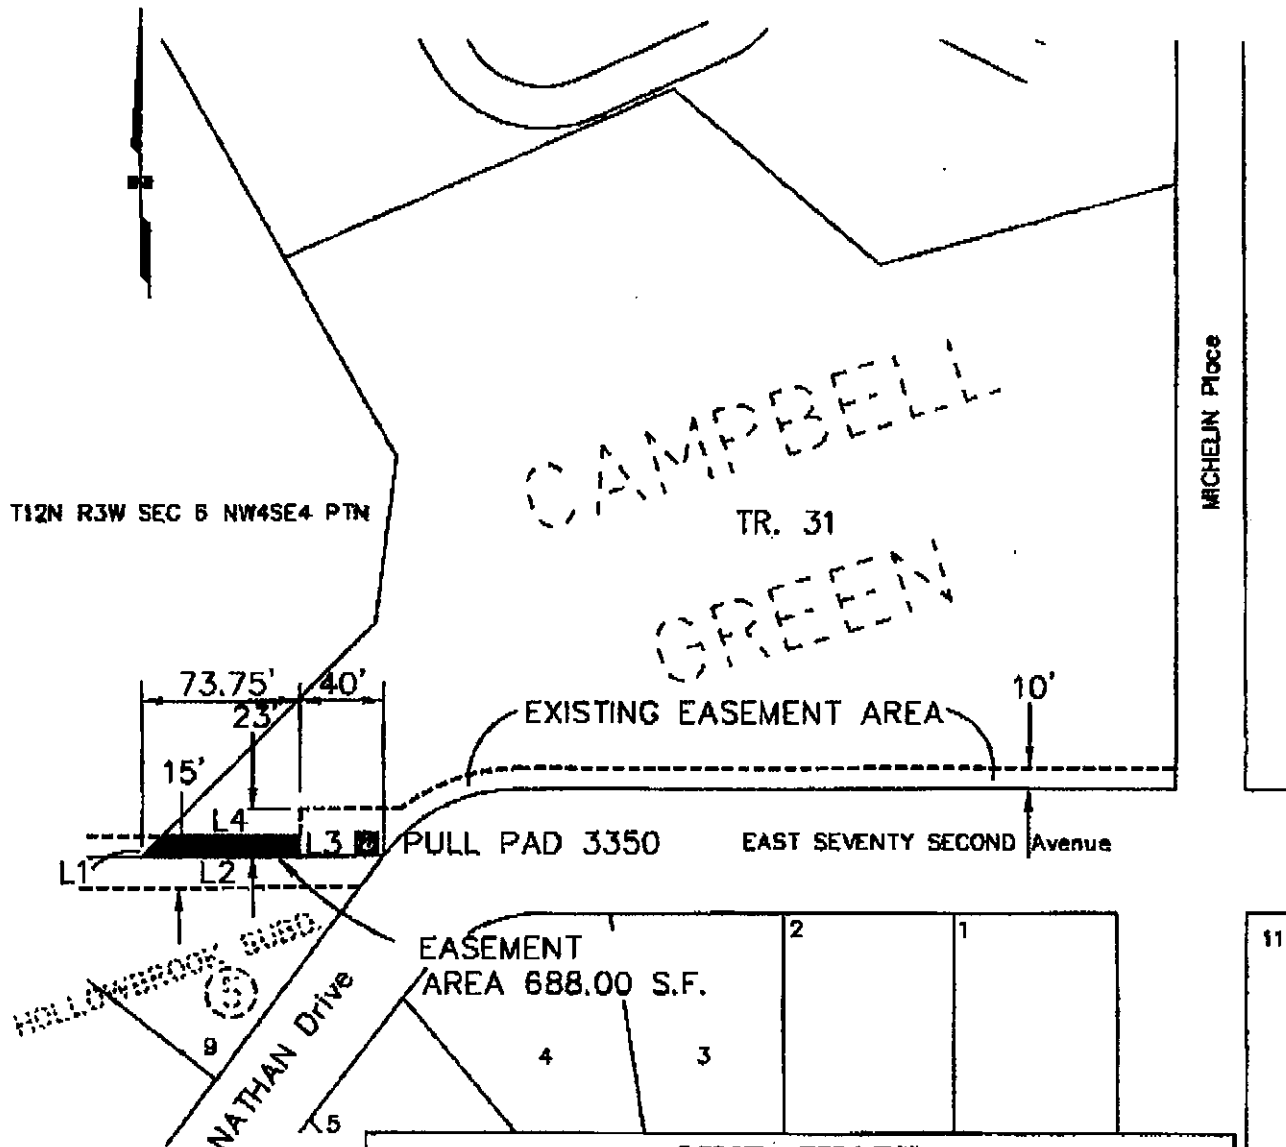 MICHELIN Place
CAMPBELL
T12N R3W SEC 5 NW4SE4 PTN
TR. 31
GREEN
73.75'
40'
10'
23'
EXISTING EASEMENT AREA
15'
L4
L3
PULL PAD 3350
EAST SEVENTY SECOND Avenue
L1
L2
HOLLOWBROOK SUBD.
EASEMENT
AREA 688.00 S.F.
2
1
11
5
9
4
3
NATHAN Drive
5